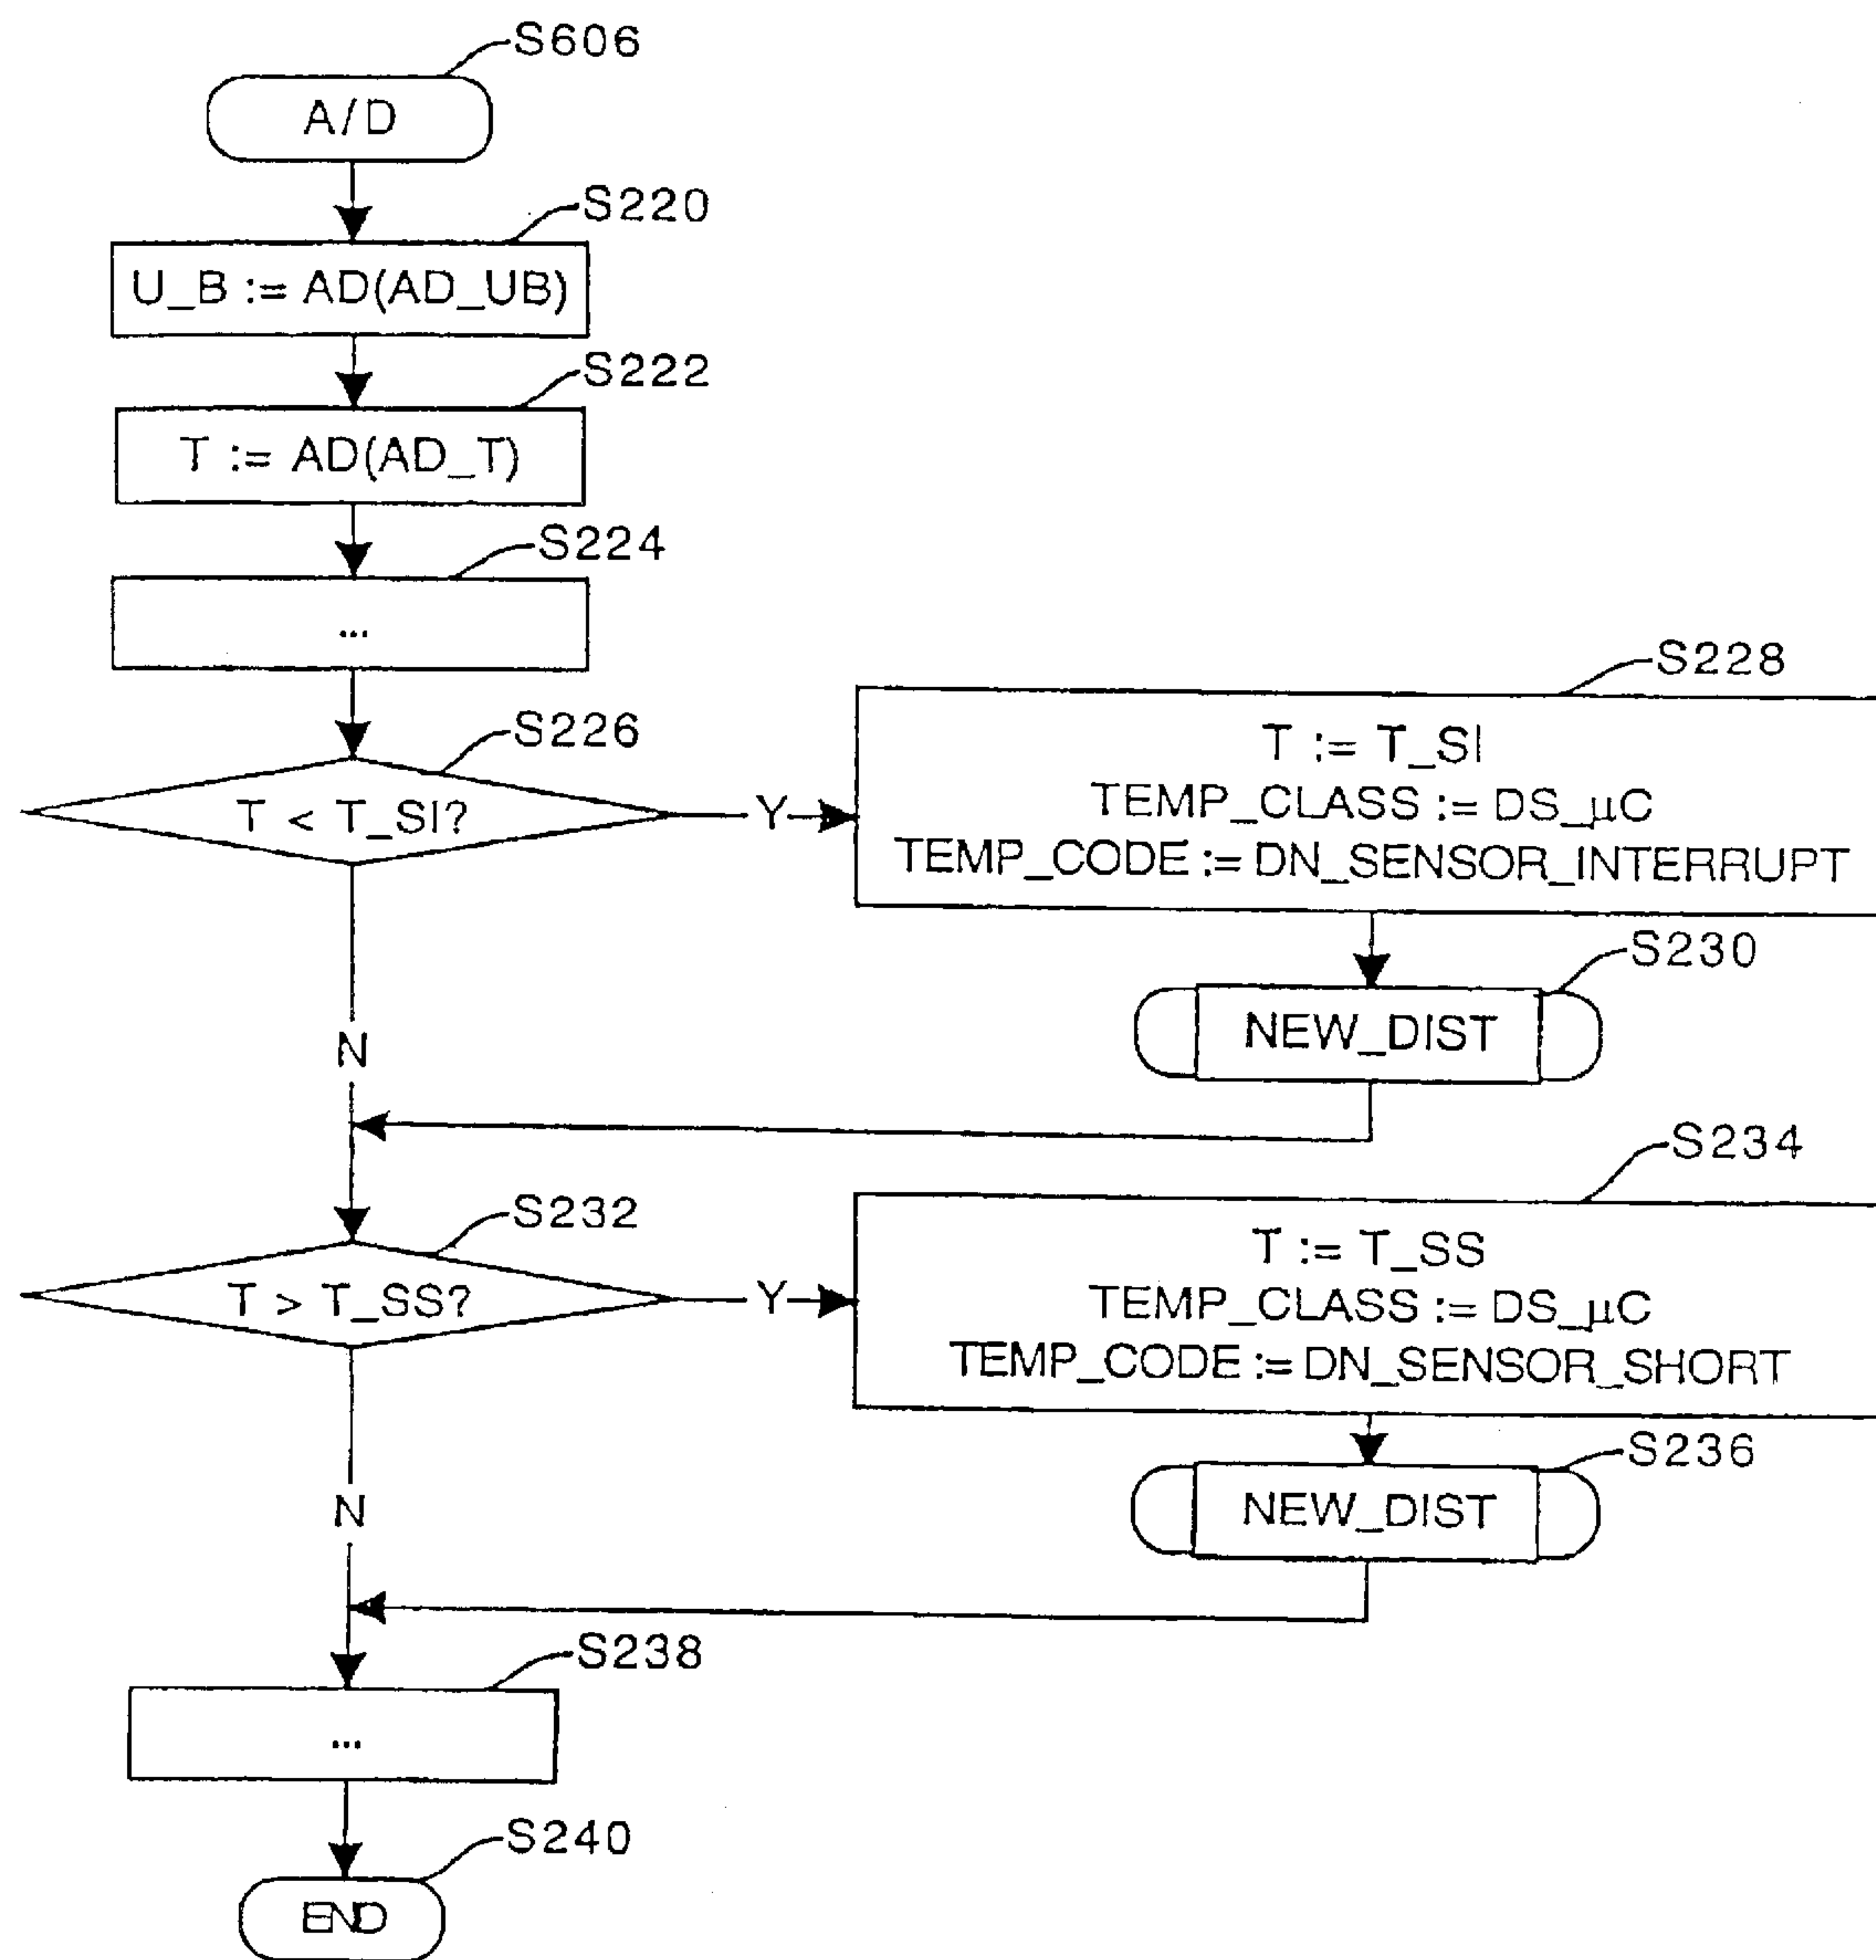 S606
A/D
S220
U_B := AD(AD_UB)
S222
T := AD(AD_T)
S224
...
S226
T < T_SI?
Y
N
S228
T := T_SI
TEMP_CLASS := DS_µC
TEMP_CODE := DN_SENSOR_INTERRUPT
S230
NEW_DIST
S232
T > T_SS?
Y
N
S234
T := T_SS
TEMP_CLASS := DS_µC
TEMP_CODE := DN_SENSOR_SHORT
S236
NEW_DIST
S238
...
S240
END